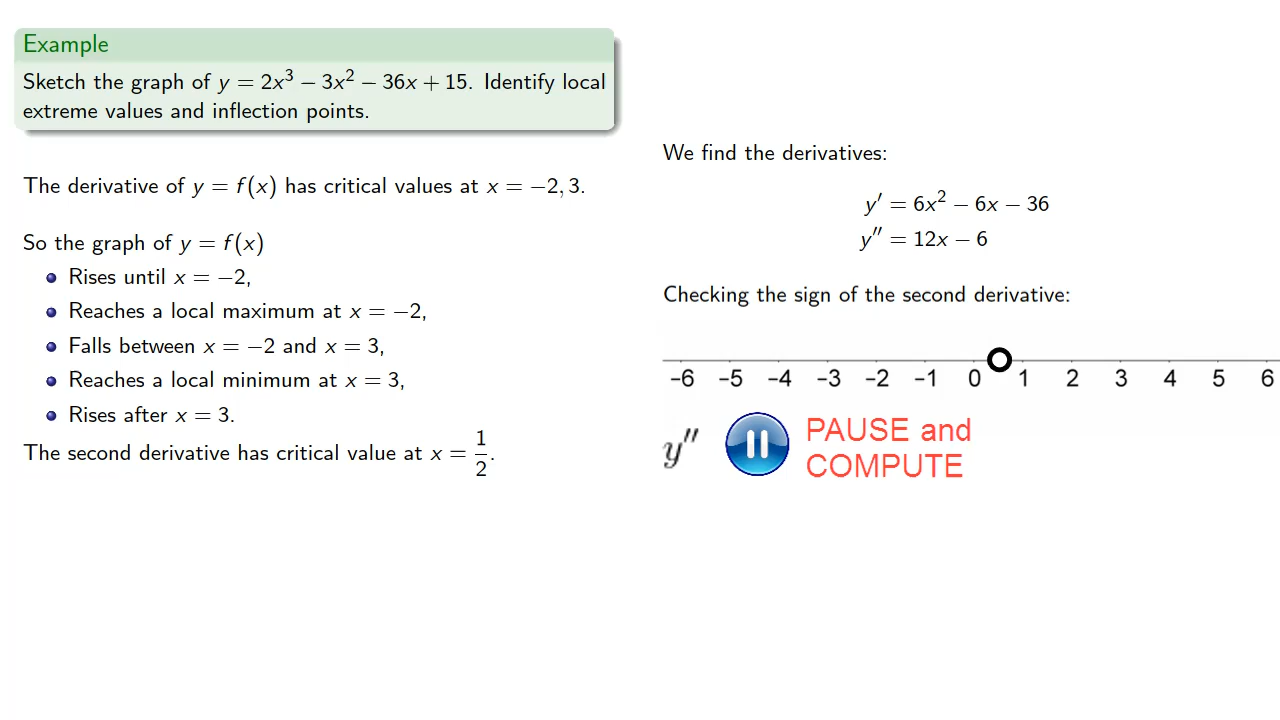 Example
Sketch the graph of y = 2x³ − 3x² − 36x + 15. Identify local
extreme values and inflection points.
The derivative of y = f(x) has critical values at x = −2, 3.
So the graph of y = f(x)
Rises until x = −2,
Reaches a local maximum at x = −2,
Falls between x = −2 and x = 3,
Reaches a local minimum at x = 3,
Rises after x = 3.
The second derivative has critical value at x = 1/2.
We find the derivatives:
y′ = 6x² − 6x − 36
y″ = 12x − 6
Checking the sign of the second derivative:
−6 −5 −4 −3 −2 −1 0 1 2 3 4 5 6
y″
PAUSE and
COMPUTE